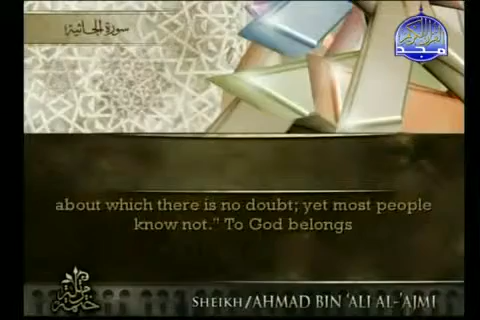 سورة الجاثية
مجد
about which there is no doubt; yet most people
know not." To God belongs
SHEIKH/AHMAD BIN 'ALI AL-'AJMI